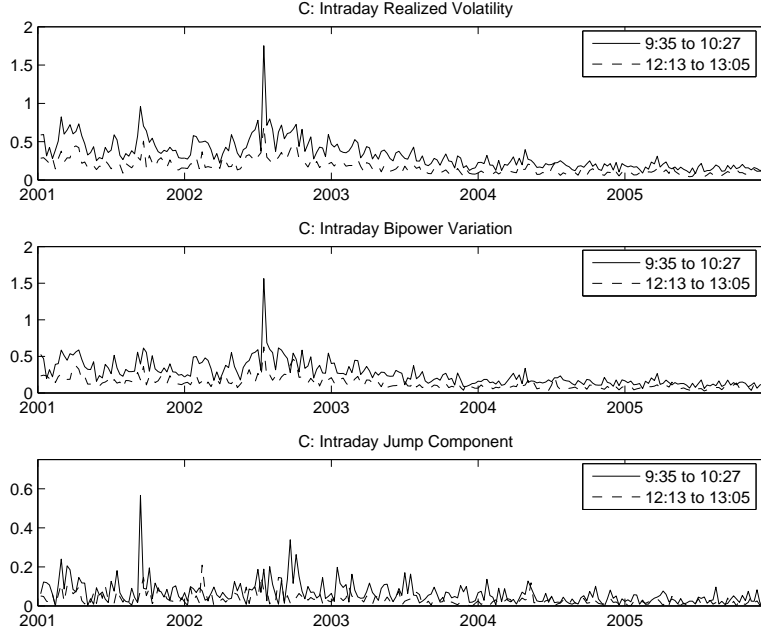 C: Intraday Realized Volatility
2
1.5
1
0.5
0
9:35 to 10:27
12:13 to 13:05
2001 2002 2003 2004 2005
C: Intraday Bipower Variation
2
1.5
1
0.5
0
9:35 to 10:27
12:13 to 13:05
2001 2002 2003 2004 2005
C: Intraday Jump Component
0.6
0.4
0.2
0
9:35 to 10:27
12:13 to 13:05
2001 2002 2003 2004 2005